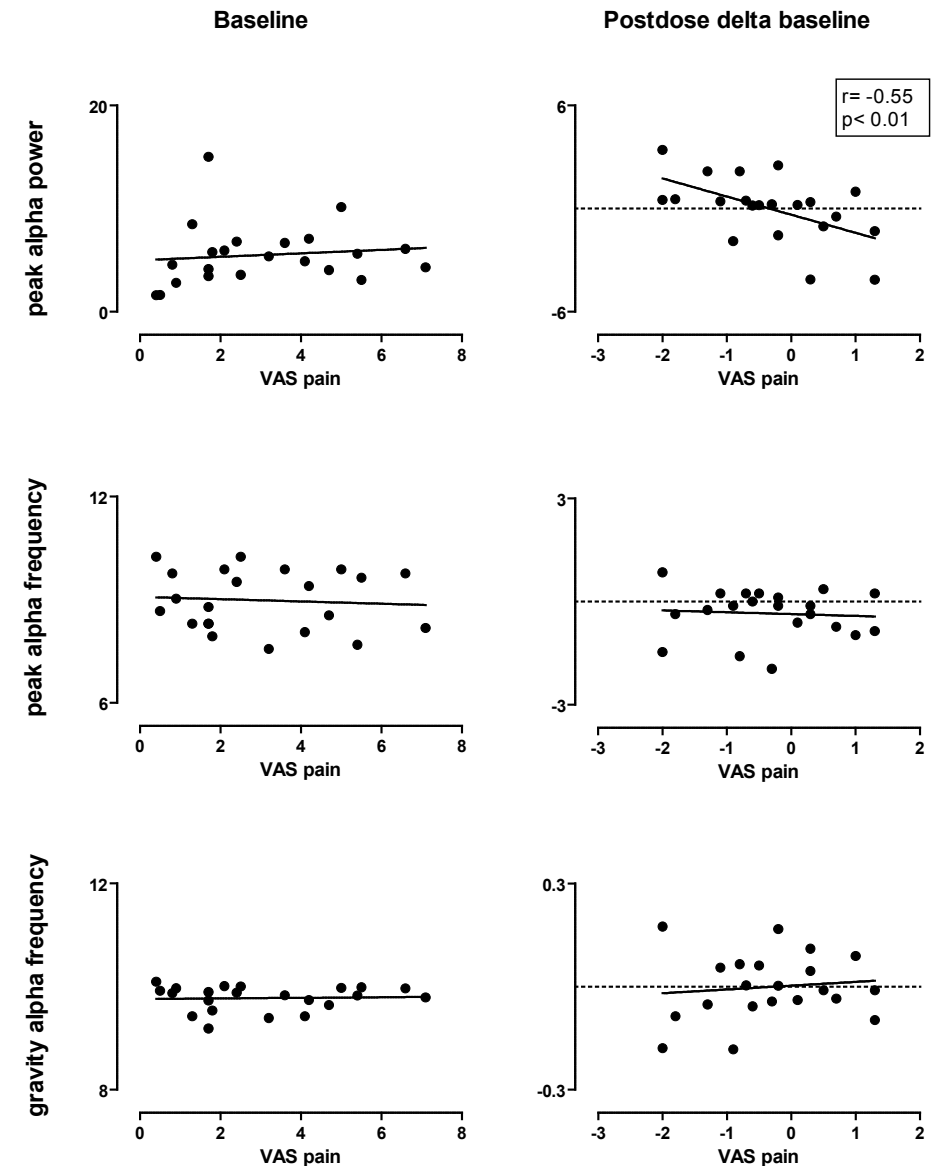 Baseline
Postdose delta baseline
peak alpha power
20
0
0 2 4 6 8
VAS pain
r= -0.55
p< 0.01
6
-6
-3 -2 -1 0 1 2
VAS pain
peak alpha frequency
12
6
0 2 4 6 8
VAS pain
3
-3
-3 -2 -1 0 1 2
VAS pain
gravity alpha frequency
12
8
0 2 4 6 8
VAS pain
0.3
-0.3
-3 -2 -1 0 1 2
VAS pain